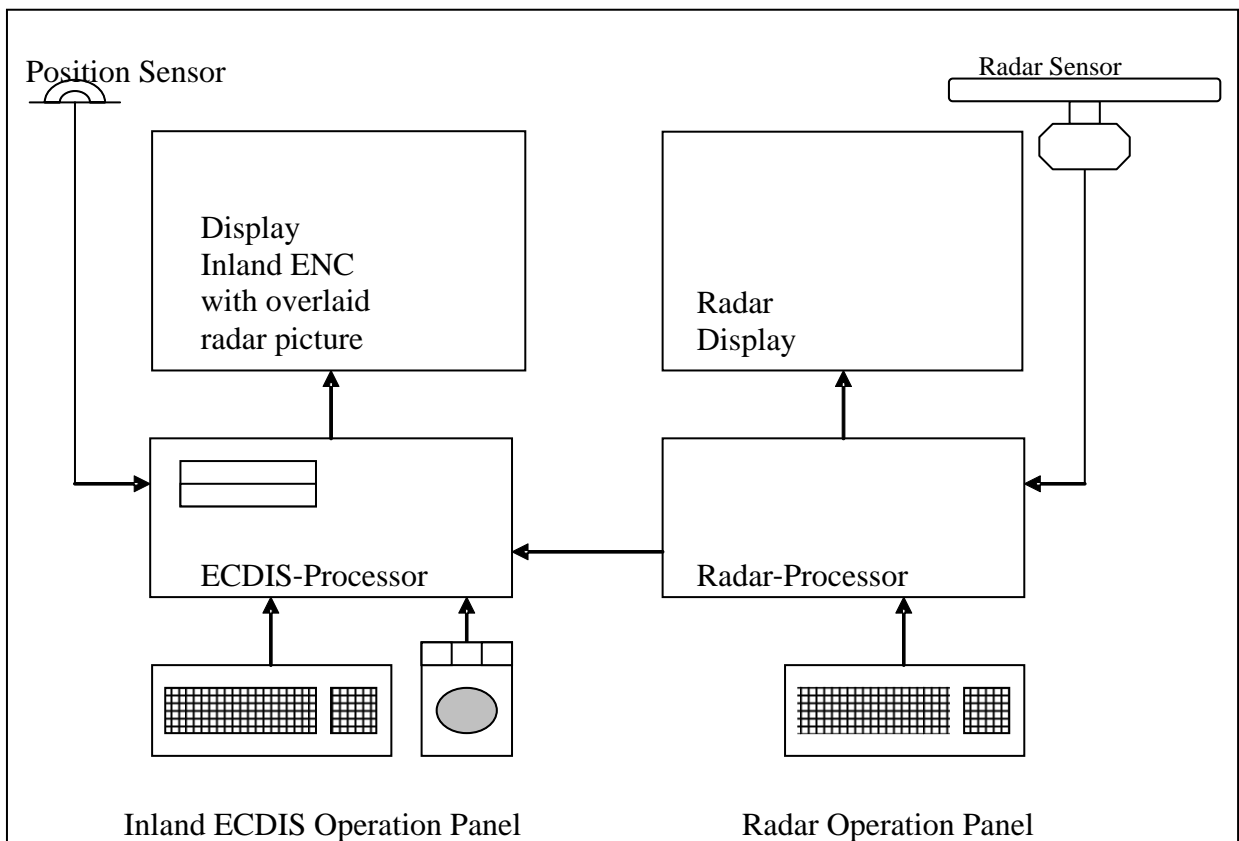 Position Sensor
Radar Sensor
Display
Inland ENC
with overlaid
radar picture
Radar
Display
ECDIS-Processor
Radar-Processor
Inland ECDIS Operation Panel
Radar Operation Panel